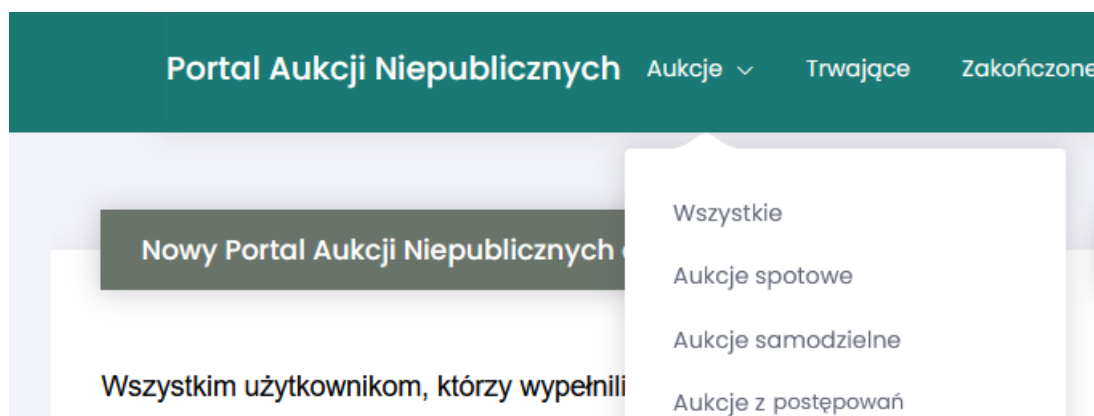 Portal Aukcji Niepublicznych Aukcje Trwające Zakończone
Wszystkie
Nowy Portal Aukcji Niepublicznych
Aukcje spotowe
Aukcje samodzielne
Wszystkim użytkownikom, którzy wypełnili
Aukcje z postępowań